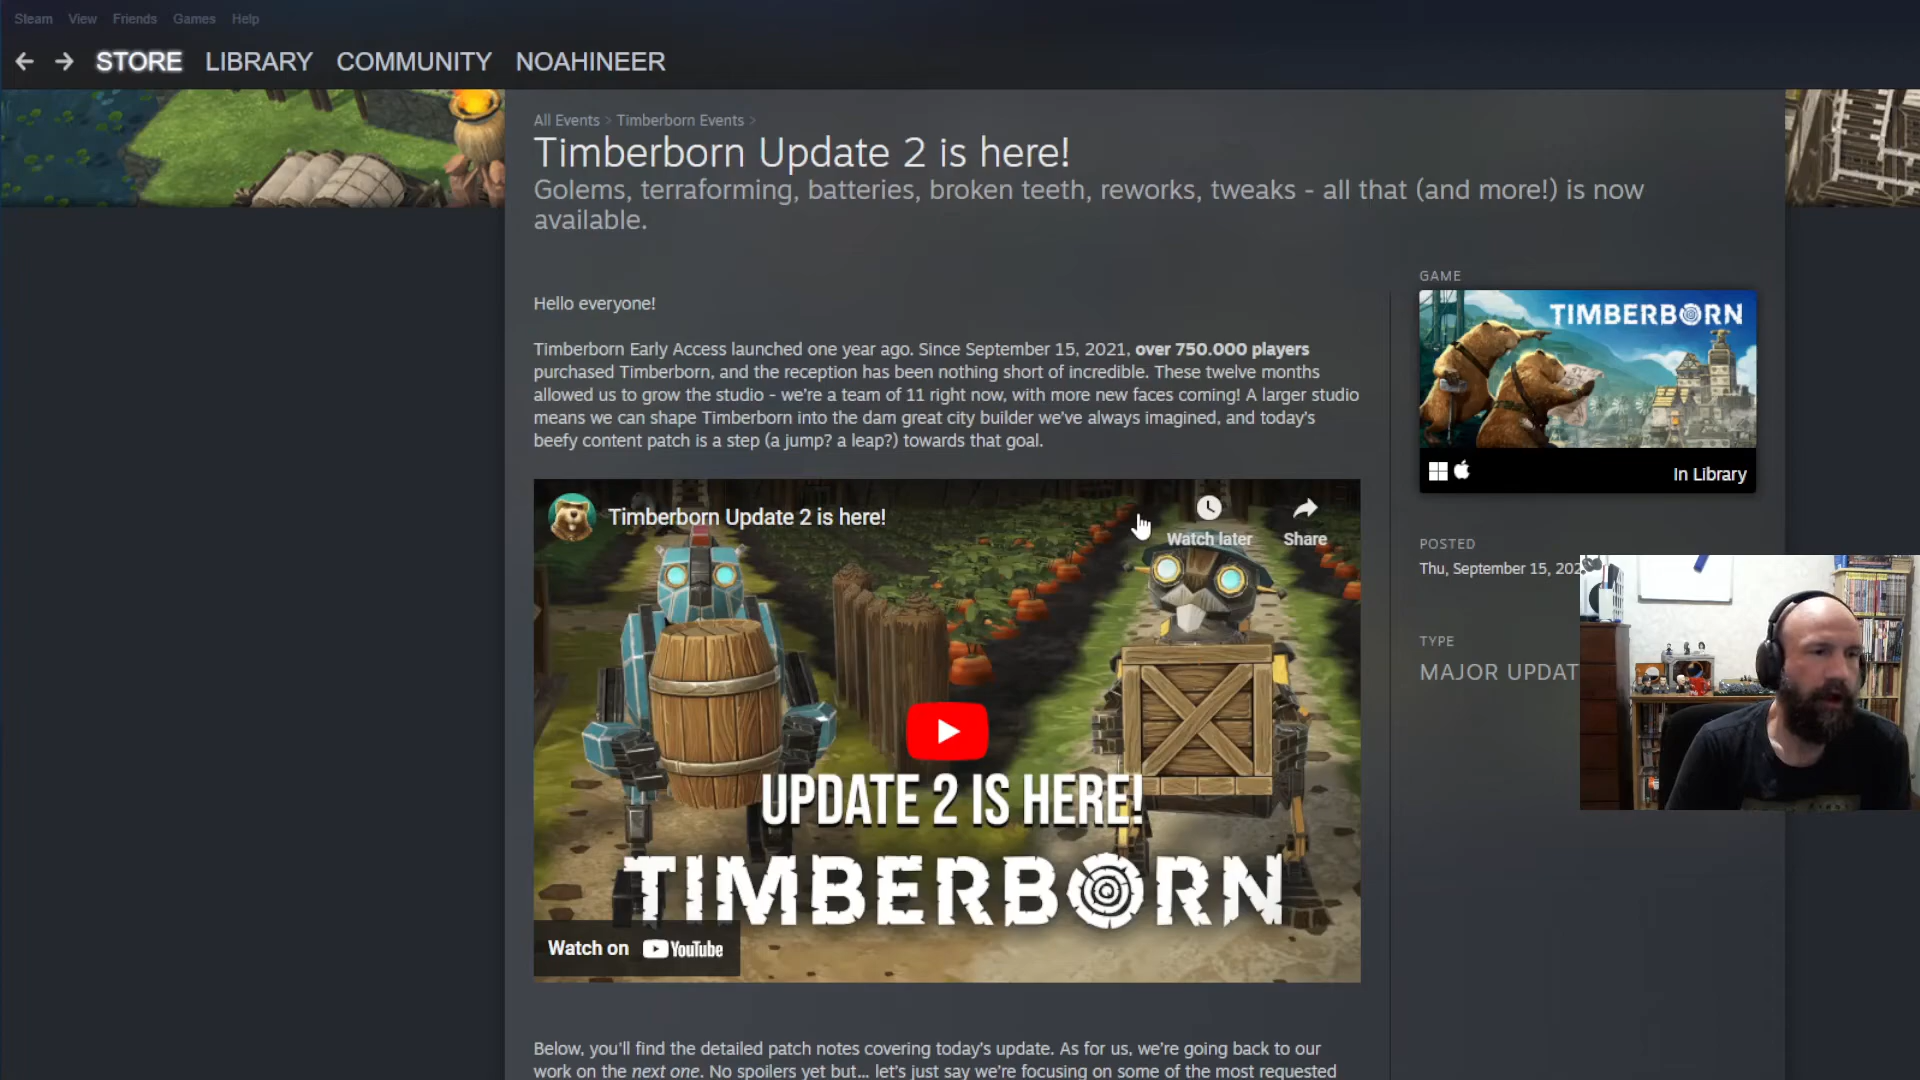 Steam View Friends Games Help
STORE LIBRARY COMMUNITY NOAHINEER
All Events > Timberborn Events >
Timberborn Update 2 is here!
Golems, terraforming, batteries, broken teeth, reworks, tweaks - all that (and more!) is now
available.
Hello everyone!
Timberborn Early Access launched one year ago. Since September 15, 2021, over 750.000 players
purchased Timberborn, and the reception has been nothing short of incredible. These twelve months
allowed us to grow the studio - we're a team of 11 right now, with more new faces coming! A larger studio
means we can shape Timberborn into the dam great city builder we've always imagined, and today's
beefy content patch is a step (a jump? a leap?) towards that goal.
Timberborn Update 2 is here!
Watch later
Share
UPDATE 2 IS HERE!
TIMBERBORN
Watch on YouTube
Below, you'll find the detailed patch notes covering today's update. As for us, we're going back to our
work on the next one. No spoilers yet but... let's just say we're focusing on some of the most requested
GAME
TIMBERBORN
In Library
POSTED
Thu, September 15, 202
TYPE
MAJOR UPDAT